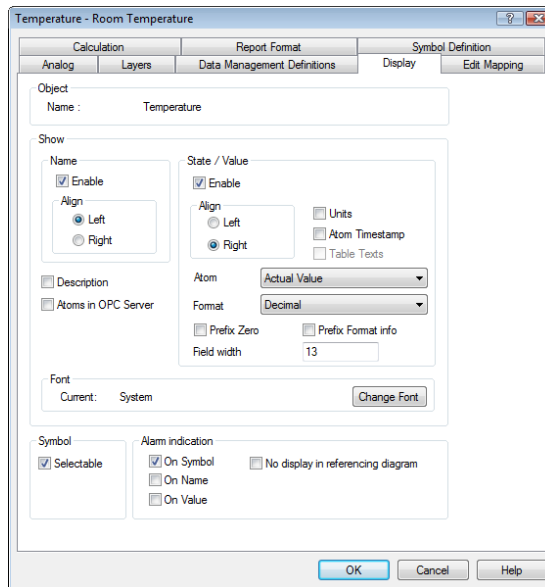 Temperature - Room Temperature
Calculation Report Format Symbol Definition
Analog Layers Data Management Definitions Display Edit Mapping
Object
Name : Temperature
Show
Name State / Value
Enable Enable
Align Align
Left Left Units
Right Right Atom Timestamp
Table Texts
Description Atom Actual Value
Atoms in OPC Server Format Decimal
Prefix Zero Prefix Format info
Field width 13
Font
Current: System Change Font
Symbol Alarm indication
Selectable On Symbol No display in referencing diagram
On Name
On Value
OK Cancel Help